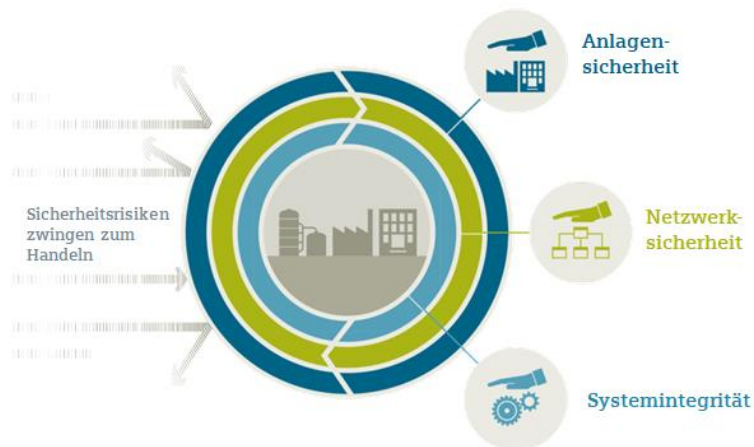 Anlagen-
sicherheit
Sicherheitsrisiken
zwingen zum
Handeln
Netzwerk-
sicherheit
Systemintegrität